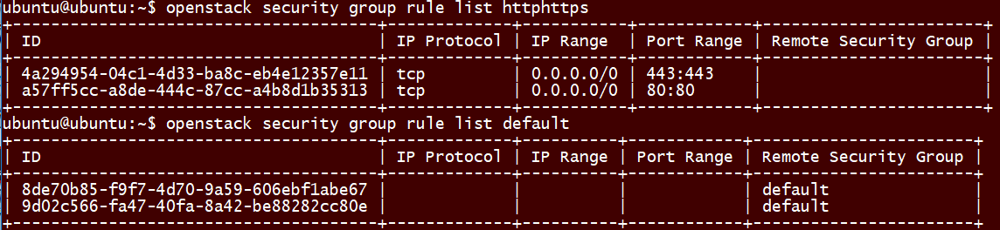 ubuntu@ubuntu:~$ openstack security group rule list httphttps
+--------------------------------------+-------------+-----------+------------+-----------------------+
| ID | IP Protocol | IP Range | Port Range | Remote Security Group |
+--------------------------------------+-------------+-----------+------------+-----------------------+
| 4a294954-04c1-4d33-ba8c-eb4e12357e11 | tcp | 0.0.0.0/0 | 443:443 | |
| a57ff5cc-a8de-444c-87cc-a4b8d1b35313 | tcp | 0.0.0.0/0 | 80:80 | |
+--------------------------------------+-------------+-----------+------------+-----------------------+
ubuntu@ubuntu:~$ openstack security group rule list default
+--------------------------------------+-------------+----------+------------+-----------------------+
| ID | IP Protocol | IP Range | Port Range | Remote Security Group |
+--------------------------------------+-------------+----------+------------+-----------------------+
| 8de70b85-f9f7-4d70-9a59-606ebf1abe67 | | | | default |
| 9d02c566-fa47-40fa-8a42-be88282cc80e | | | | default |
+--------------------------------------+-------------+----------+------------+-----------------------+